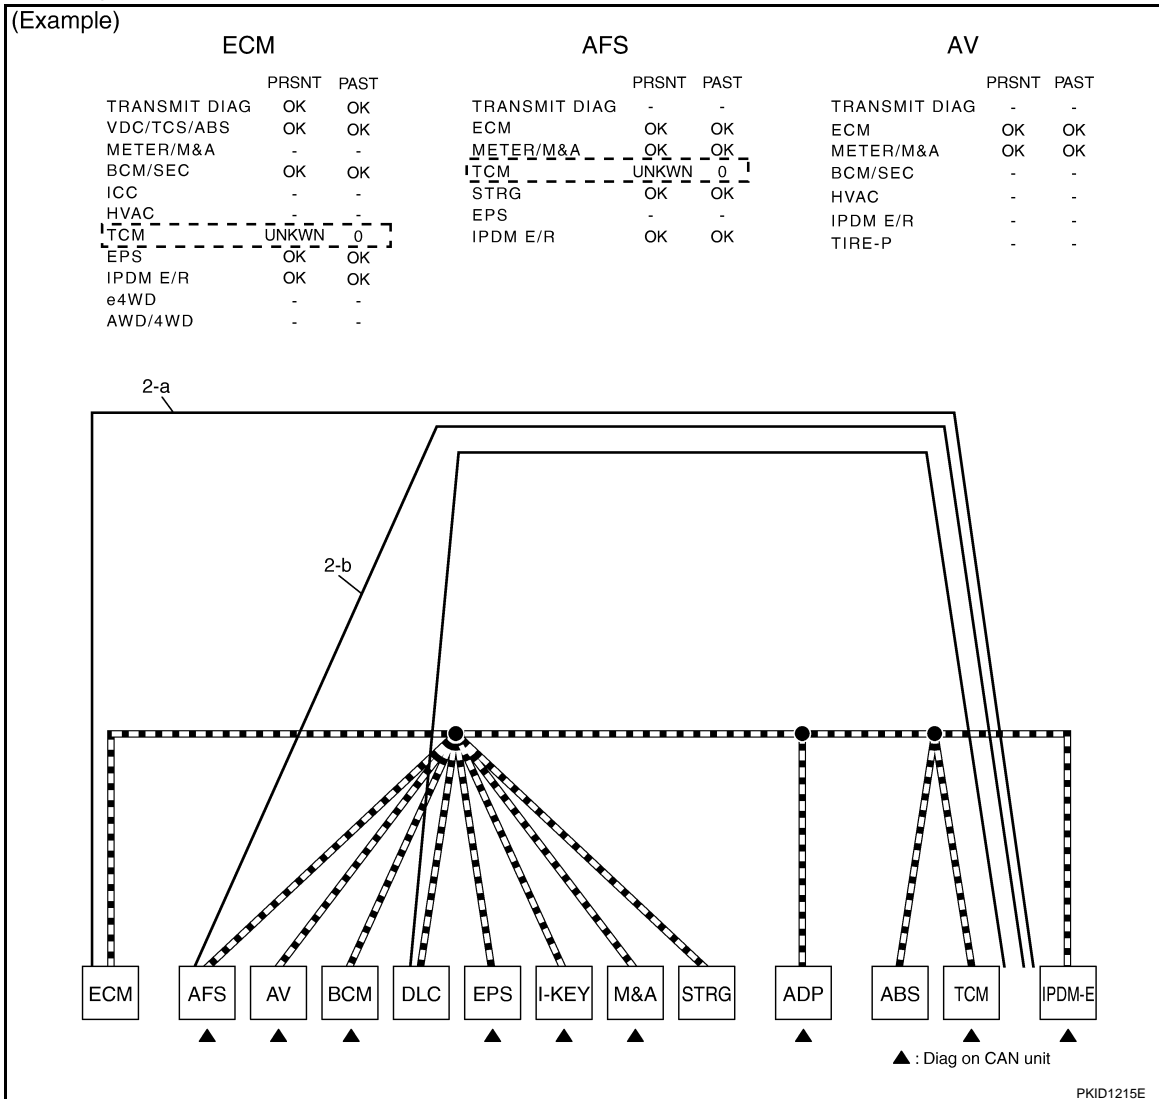 (Example)
ECM
PRSNT PAST
TRANSMIT DIAG OK OK
VDC/TCS/ABS OK OK
METER/M&A - -
BCM/SEC OK OK
ICC - -
HVAC - -
TCM UNKWN 0
EPS OK OK
IPDM E/R OK OK
e4WD - -
AWD/4WD - -
AFS
PRSNT PAST
TRANSMIT DIAG - -
ECM OK OK
METER/M&A OK OK
TCM UNKWN 0
STRG OK OK
EPS - -
IPDM E/R OK OK
AV
PRSNT PAST
TRANSMIT DIAG - -
ECM OK OK
METER/M&A OK OK
BCM/SEC - -
HVAC - -
IPDM E/R - -
TIRE-P - -
2-a
2-b
ECM AFS AV BCM DLC EPS I-KEY M&A STRG ADP ABS TCM IPDM-E
▲ : Diag on CAN unit
PKID1215E